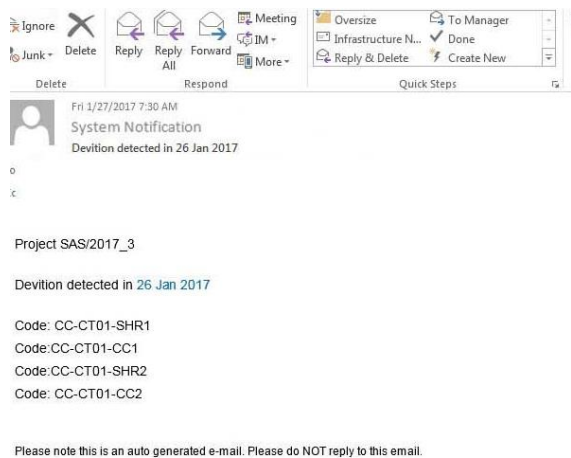 Ignore
Junk
Delete
Reply
Reply All
Forward
Meeting
IM
More
Delete
Respond
Oversize
Infrastructure N...
Reply & Delete
To Manager
Done
Create New
Quick Steps
Fri 1/27/2017 7:30 AM
System Notification
Devition detected in 26 Jan 2017
Project SAS/2017_3
Devition detected in 26 Jan 2017
Code: CC-CT01-SHR1
Code:CC-CT01-CC1
Code:CC-CT01-SHR2
Code: CC-CT01-CC2
Please note this is an auto generated e-mail. Please do NOT reply to this email.